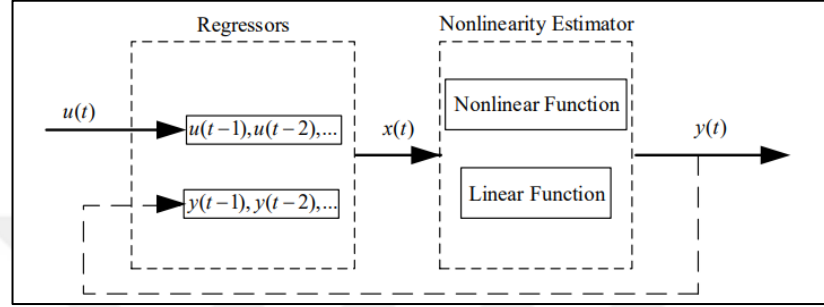 Regressors
Nonlinearity Estimator
u(t)
u(t−1),u(t−2),...
y(t−1), y(t−2),...
x(t)
Nonlinear Function
Linear Function
y(t)